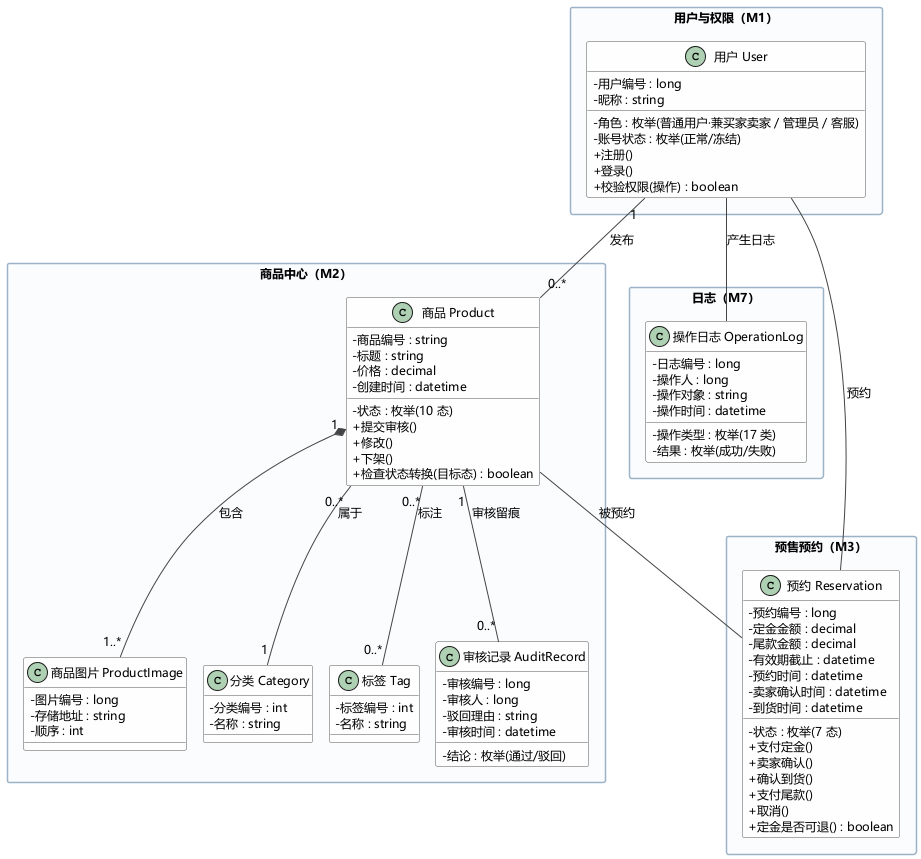 用户与权限（M1）
C 用户 User
-用户编号 : long
-昵称 : string
-角色 : 枚举(普通用户·兼买家卖家 / 管理员 / 客服)
-账号状态 : 枚举(正常/冻结)
+注册()
+登录()
+校验权限(操作) : boolean
1
发布
0..*
产生日志
预约
商品中心（M2）
C 商品 Product
-商品编号 : string
-标题 : string
-价格 : decimal
-创建时间 : datetime
-状态 : 枚举(10 态)
+提交审核()
+修改()
+下架()
+检查状态转换(目标态) : boolean
日志（M7）
C 操作日志 OperationLog
-日志编号 : long
-操作人 : long
-操作对象 : string
-操作时间 : datetime
-操作类型 : 枚举(17 类)
-结果 : 枚举(成功/失败)
1
包含
1..*
0..*
属于
1
0..*
标注
0..*
1
审核留痕
0..*
被预约
C 商品图片 ProductImage
-图片编号 : long
-存储地址 : string
-顺序 : int
C 分类 Category
-分类编号 : int
-名称 : string
C 标签 Tag
-标签编号 : int
-名称 : string
C 审核记录 AuditRecord
-审核编号 : long
-审核人 : long
-驳回理由 : string
-审核时间 : datetime
-结论 : 枚举(通过/驳回)
预售预约（M3）
C 预约 Reservation
-预约编号 : long
-定金金额 : decimal
-尾款金额 : decimal
-有效期截止 : datetime
-预约时间 : datetime
-卖家确认时间 : datetime
-到货时间 : datetime
-状态 : 枚举(7 态)
+支付定金()
+卖家确认()
+确认到货()
+支付尾款()
+取消()
+定金是否可退() : boolean